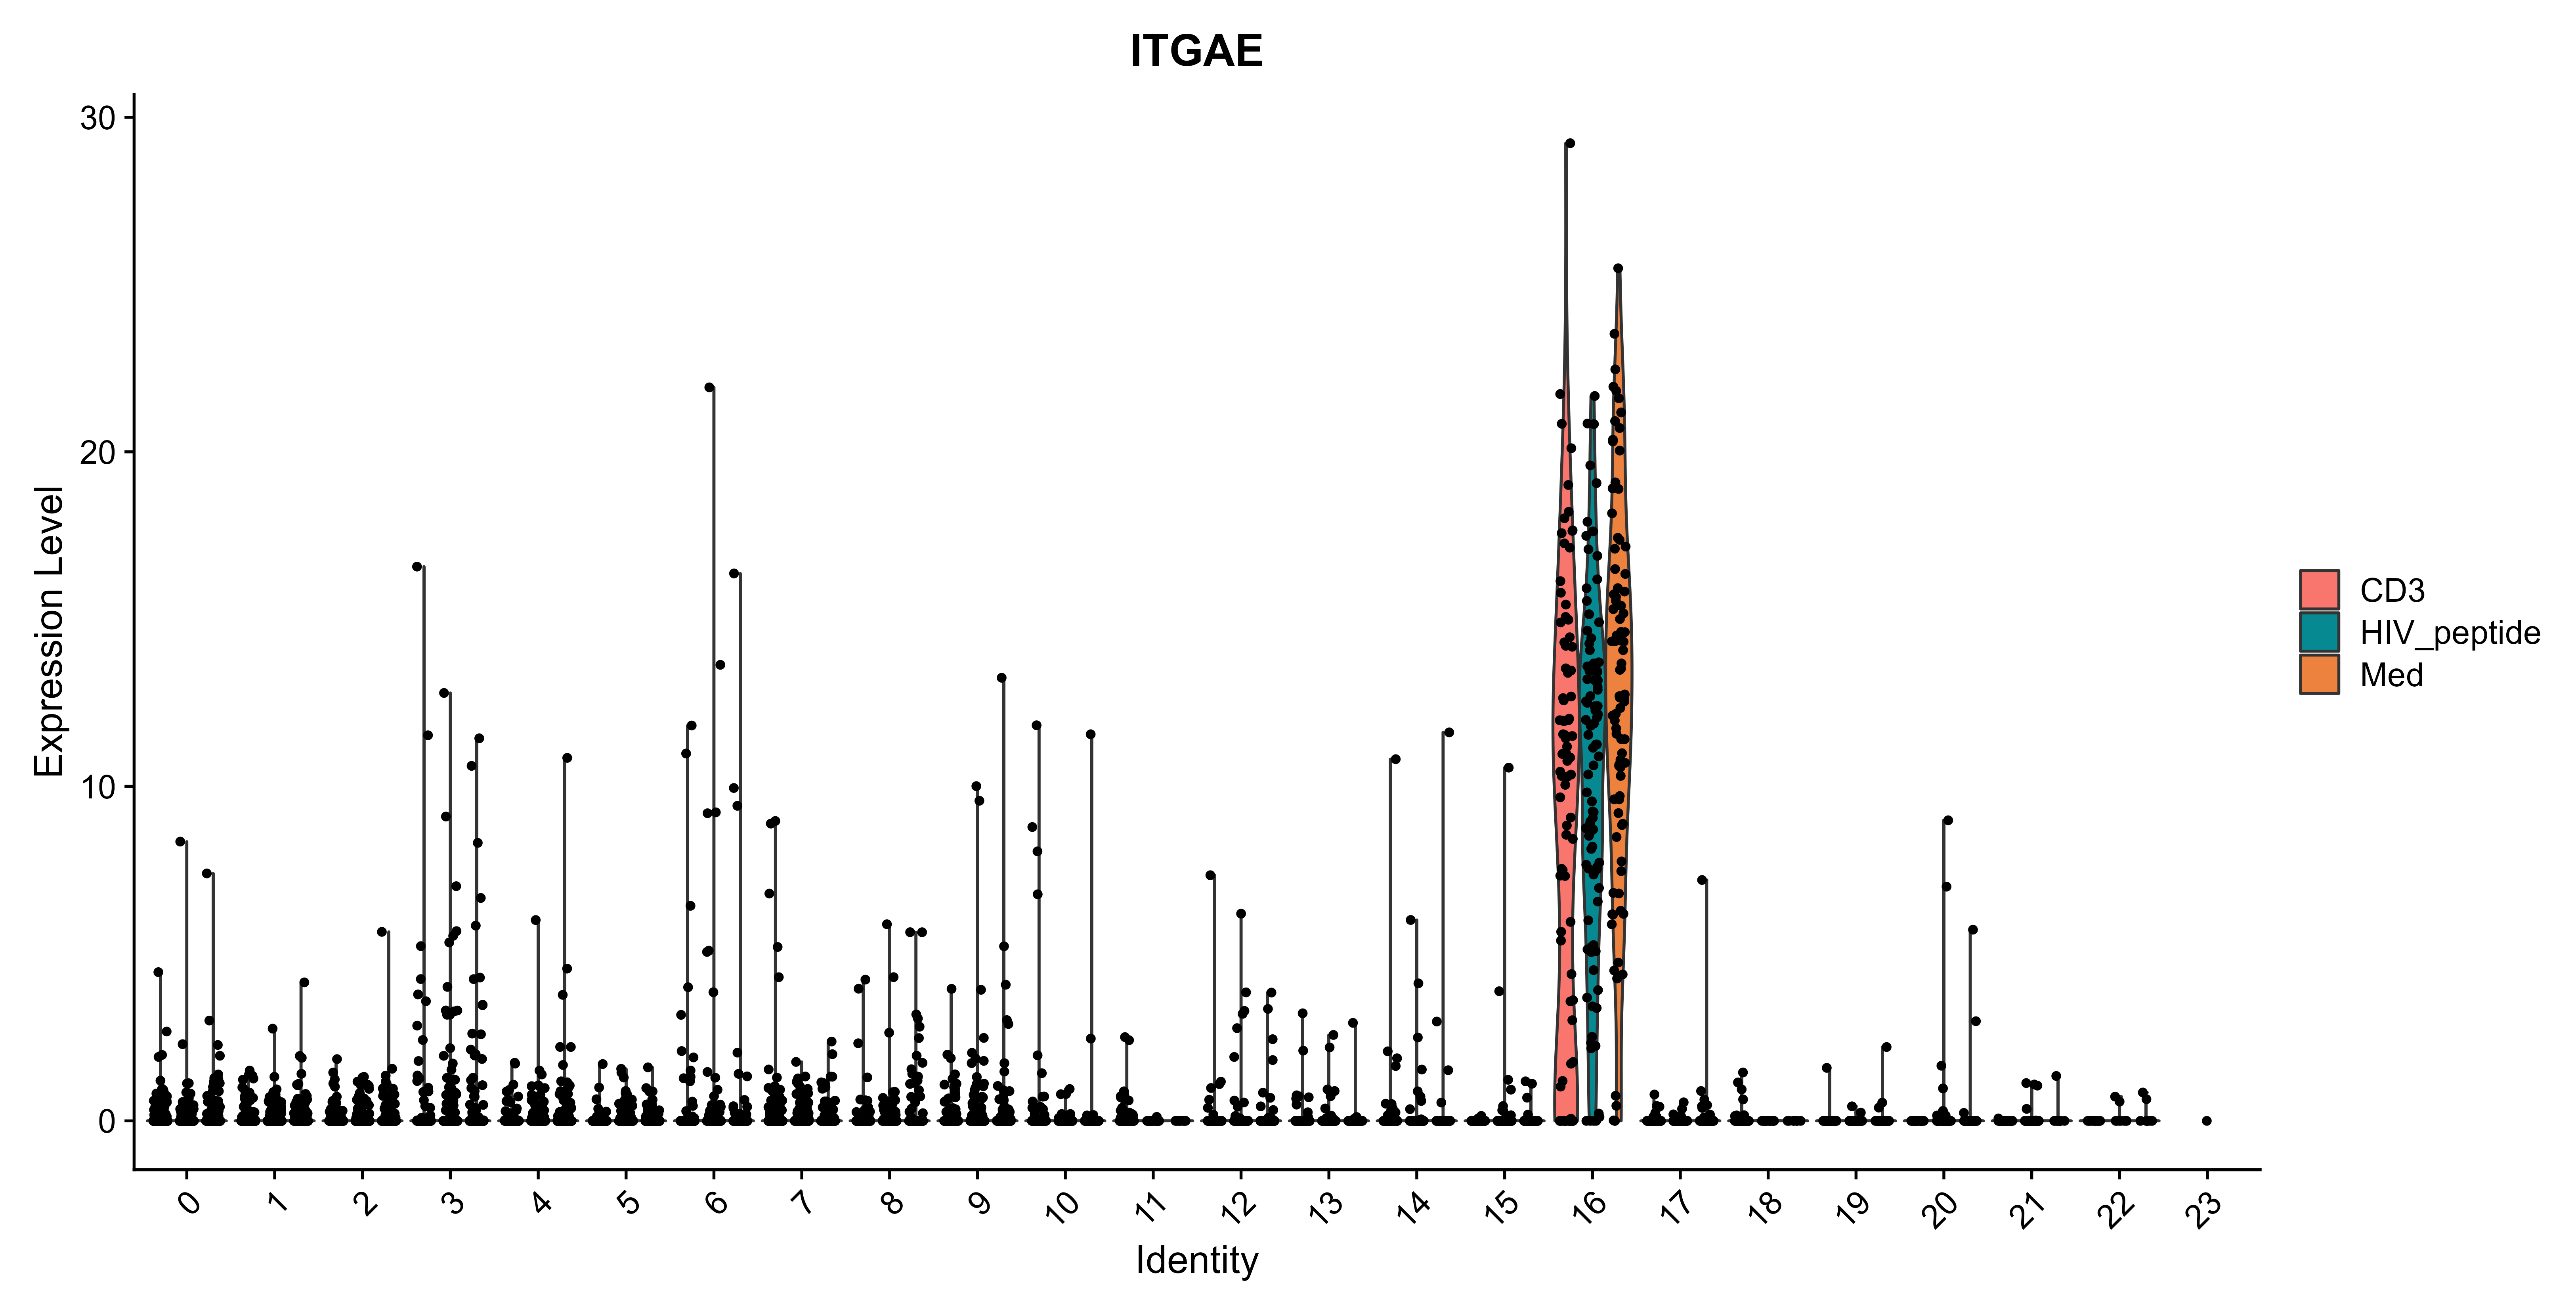 ITGAE
Expression Level
30
20
10
0
0 1 2 3 4 5 6 7 8 9 10 11 12 13 14 15 16 17 18 19 20 21 22 23
Identity
CD3
HIV_peptide
Med